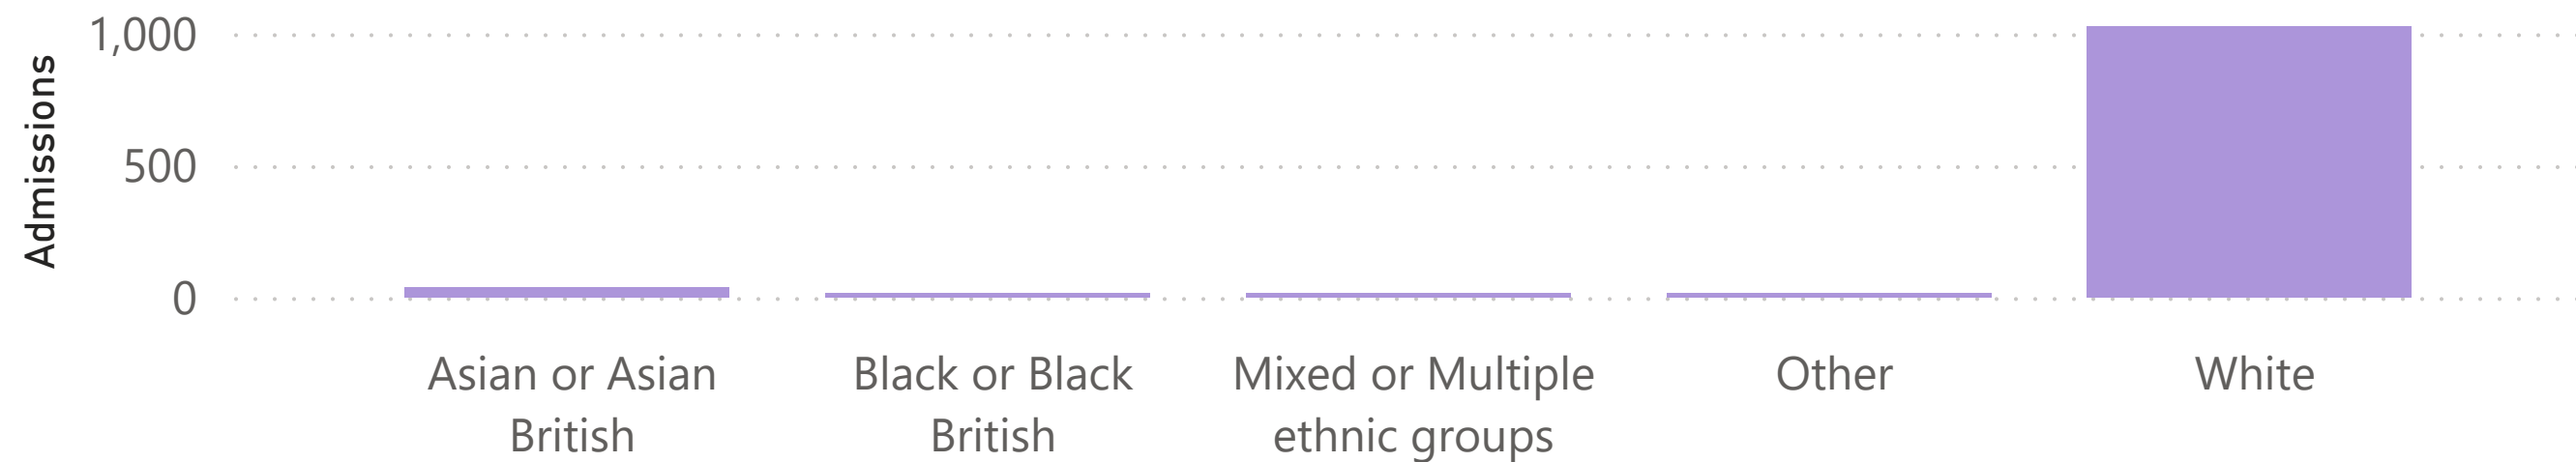 Admissions
1,000
500
0
Asian or Asian
British
Black or Black
British
Mixed or Multiple
ethnic groups
Other
White